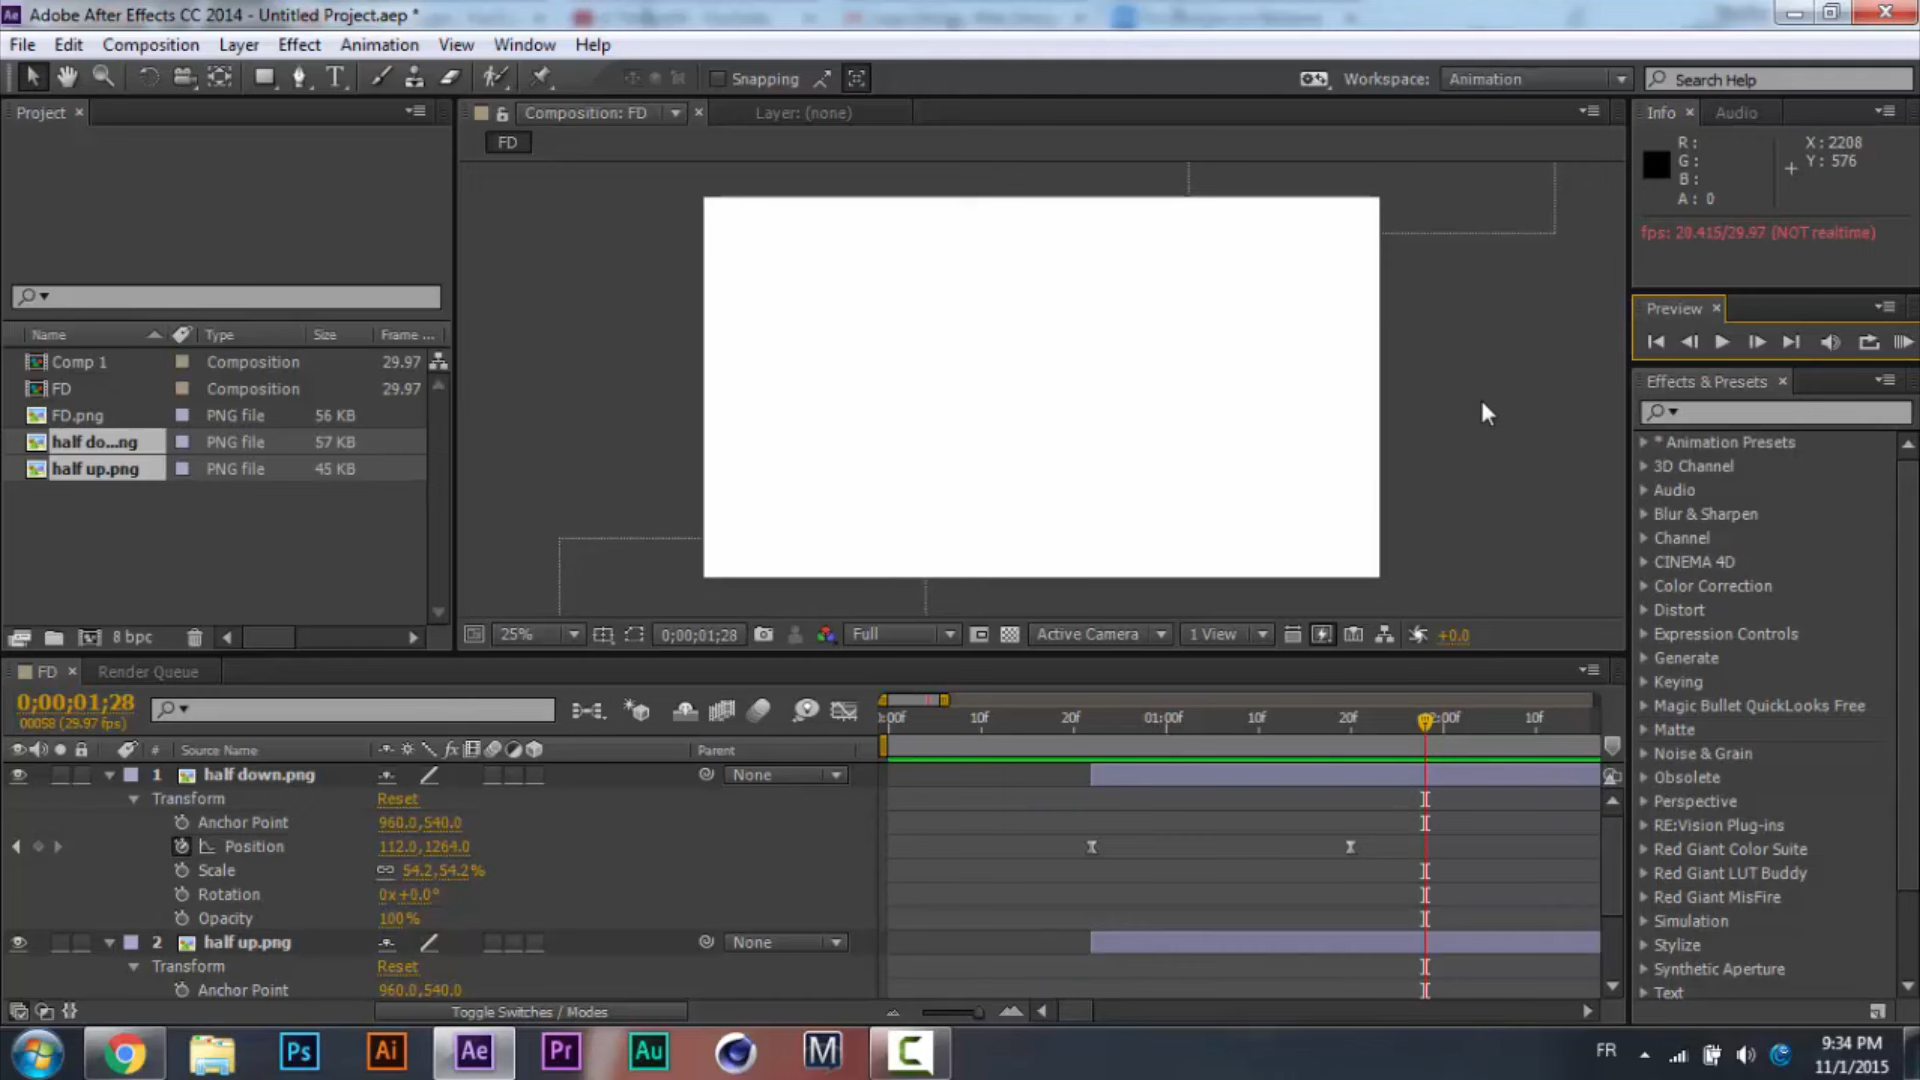 Adobe After Effects CC 2014 - Untitled Project.aep *
File Edit Composition Layer Effect Animation View Window Help
Snapping
Workspace: Animation
Search Help
Project
Composition: FD
Layer: (none)
FD
Info
Audio
R:
G:
B:
A: 0
X: 2208
Y: 576
fps: 20.415/29.97 (NOT realtime)
Preview
Effects & Presets
* Animation Presets
3D Channel
Audio
Blur & Sharpen
Channel
CINEMA 4D
Color Correction
Distort
Expression Controls
Generate
Keying
Magic Bullet QuickLooks Free
Matte
Noise & Grain
Obsolete
Perspective
RE:Vision Plug-ins
Red Giant Color Suite
Red Giant LUT Buddy
Red Giant MisFire
Simulation
Stylize
Synthetic Aperture
Text
Name Type Size Frame ...
Comp 1 Composition 29.97
FD Composition 29.97
FD.png PNG file 56 KB
half do...ng PNG file 57 KB
half up.png PNG file 45 KB
8 bpc
25% 0;00;01;28 Full Active Camera 1 View +0.0
FD
Render Queue
0;00;01;28
00058 (29.97 fps)
:00f 10f 20f 01:00f 10f 20f 2:00f 10f
# Source Name Parent
1 half down.png None
Transform Reset
Anchor Point 960.0,540.0
Position 112.0,1264.0
Scale 54.2,54.2%
Rotation 0x+0.0°
Opacity 100%
2 half up.png None
Transform Reset
Anchor Point 960.0,540.0
Toggle Switches / Modes
Ps Ai Ae Pr Au M C
FR
9:34 PM
11/1/2015